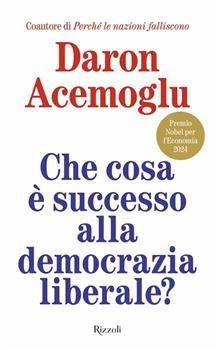 Coautore di Perché le nazioni falliscono
Daron
Acemoglu
Premio
Nobel per
l'Economia
2024
Che cosa
è successo
alla
democrazia
liberale?
Rizzoli